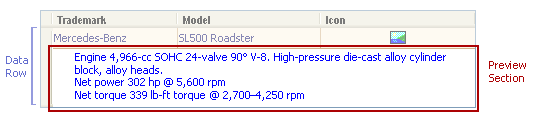 Trademark Model Icon
Mercedes-Benz SL500 Roadster
Data
Row
Engine 4,966-cc SOHC 24-valve 90° V-8. High-pressure die-cast alloy cylinder
block, alloy heads.
Net power 302 hp @ 5,600 rpm
Net torque 339 lb-ft torque @ 2,700–4,250 rpm
Preview
Section